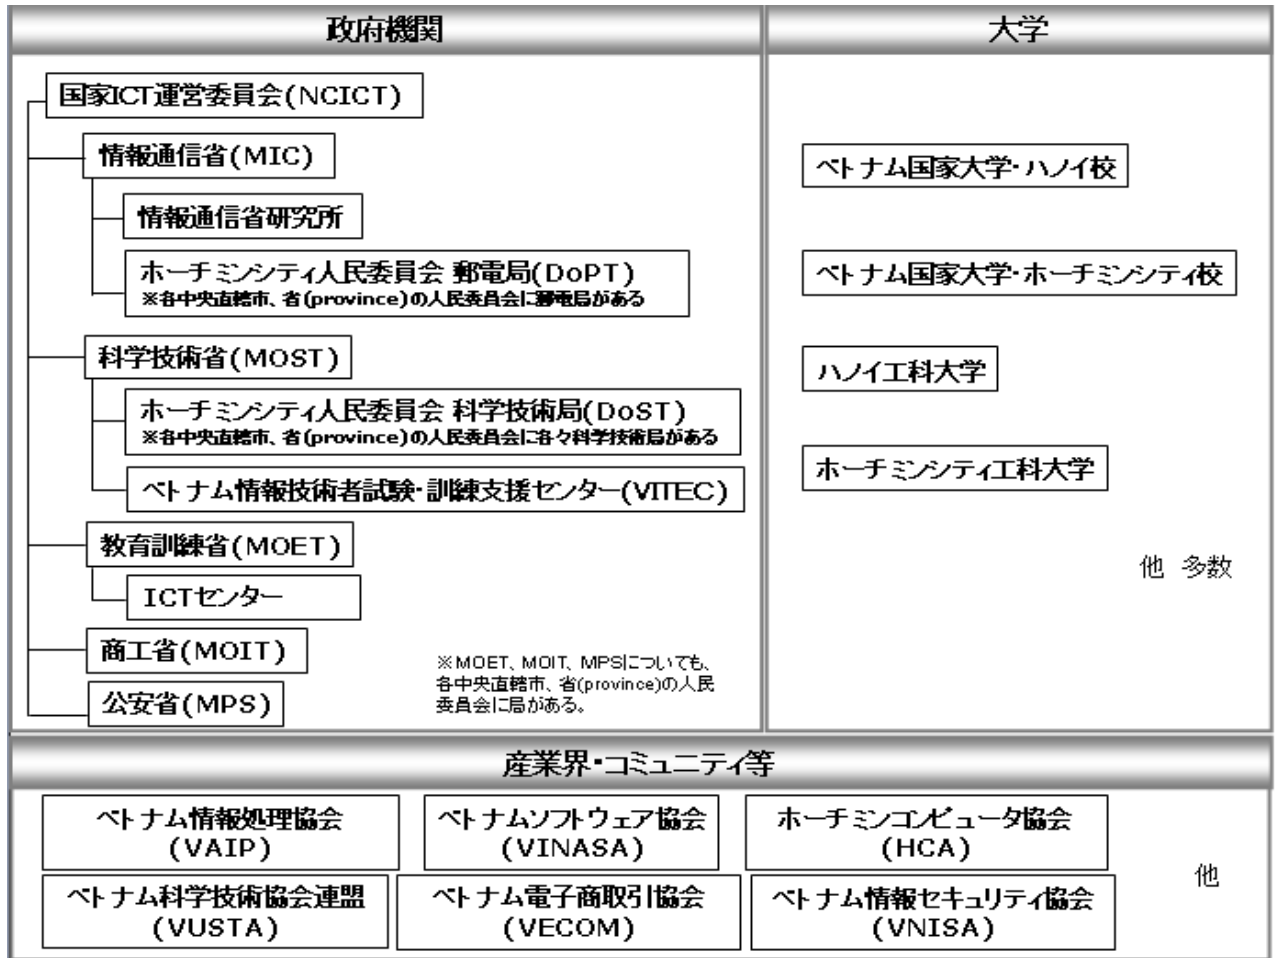 政府機関
国家ICT運営委員会(NCICT)
情報通信省(MIC)
情報通信省研究所
ホーチミンシティ人民委員会 郵電局(DoPT)
※各中央直轄市、省(province)の人民委員会に郵電局がある
科学技術省(MOST)
ホーチミンシティ人民委員会 科学技術局(DoST)
※各中央直轄市、省(province)の人民委員会に各々科学技術局がある
ベトナム情報技術者試験・訓練支援センター(VITEC)
教育訓練省(MOET)
ICTセンター
商工省(MOIT)
公安省(MPS)
※MOET、MOIT、MPSについても、
各中央直轄市、省(province)の人民
委員会に局がある。
大学
ベトナム国家大学・ハノイ校
ベトナム国家大学・ホーチミンシティ校
ハノイ工科大学
ホーチミンシティ工科大学
他 多数
産業界・コミュニティ等
ベトナム情報処理協会
(VAIP)
ベトナムソフトウェア協会
(VINASA)
ホーチミンコンピュータ協会
(HCA)
ベトナム科学技術協会連盟
(VUSTA)
ベトナム電子商取引協会
(VECOM)
ベトナム情報セキュリティ協会
(VNISA)
他